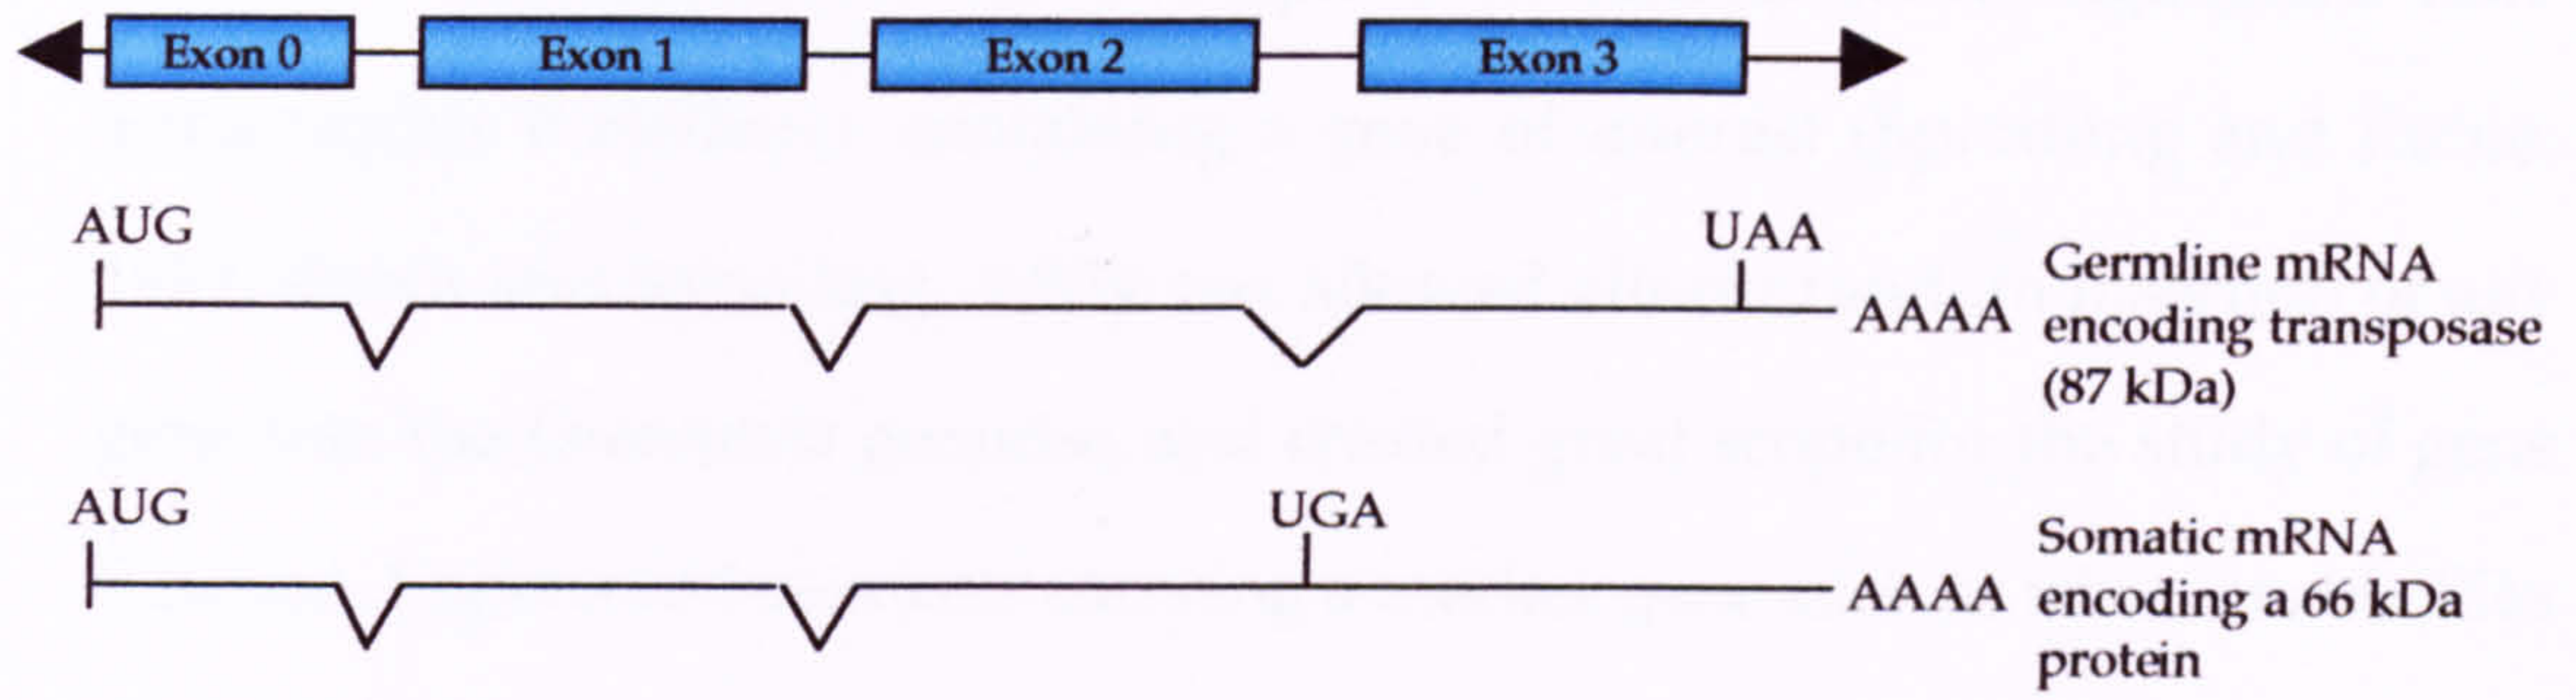 Exon 0 Exon 1 Exon 2 Exon 3
AUG
UAA
AAAA
Germline mRNA
encoding transposase
(87 kDa)
AUG
UGA
AAAA
Somatic mRNA
encoding a 66 kDa
protein